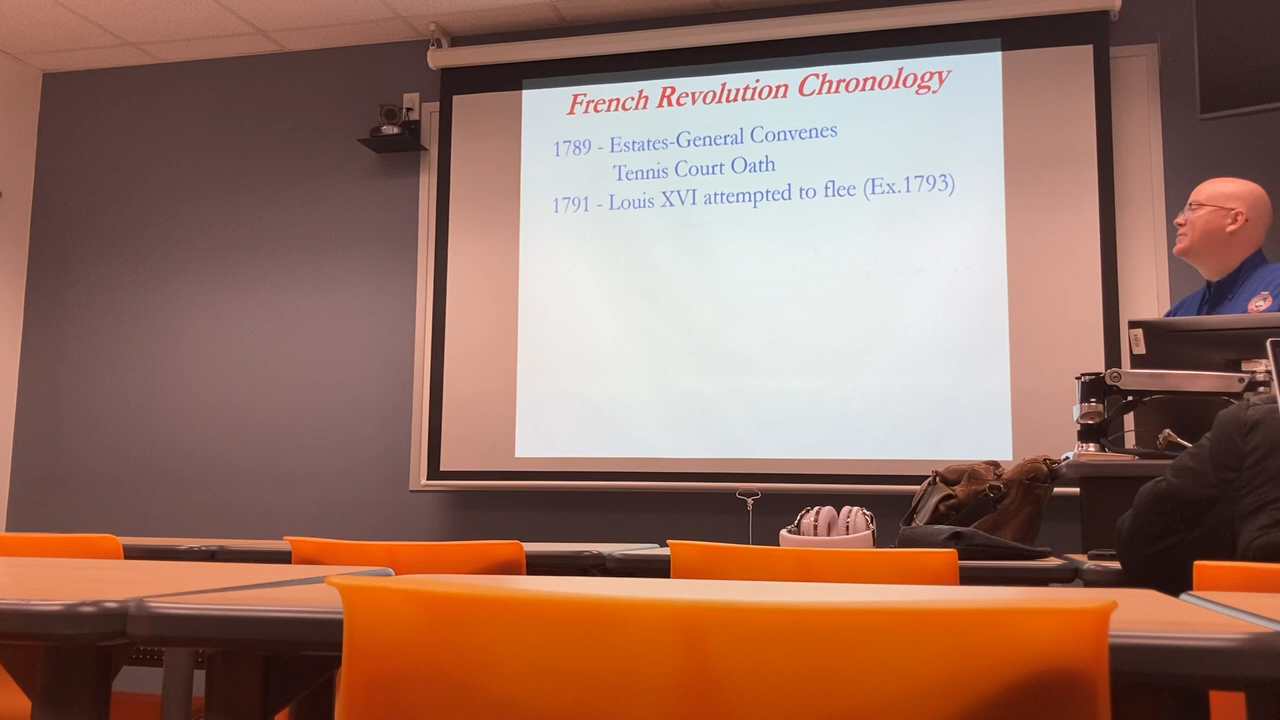 French Revolution Chronology
1789 - Estates-General Convenes
Tennis Court Oath
1791 - Louis XVI attempted to flee (Ex.1793)